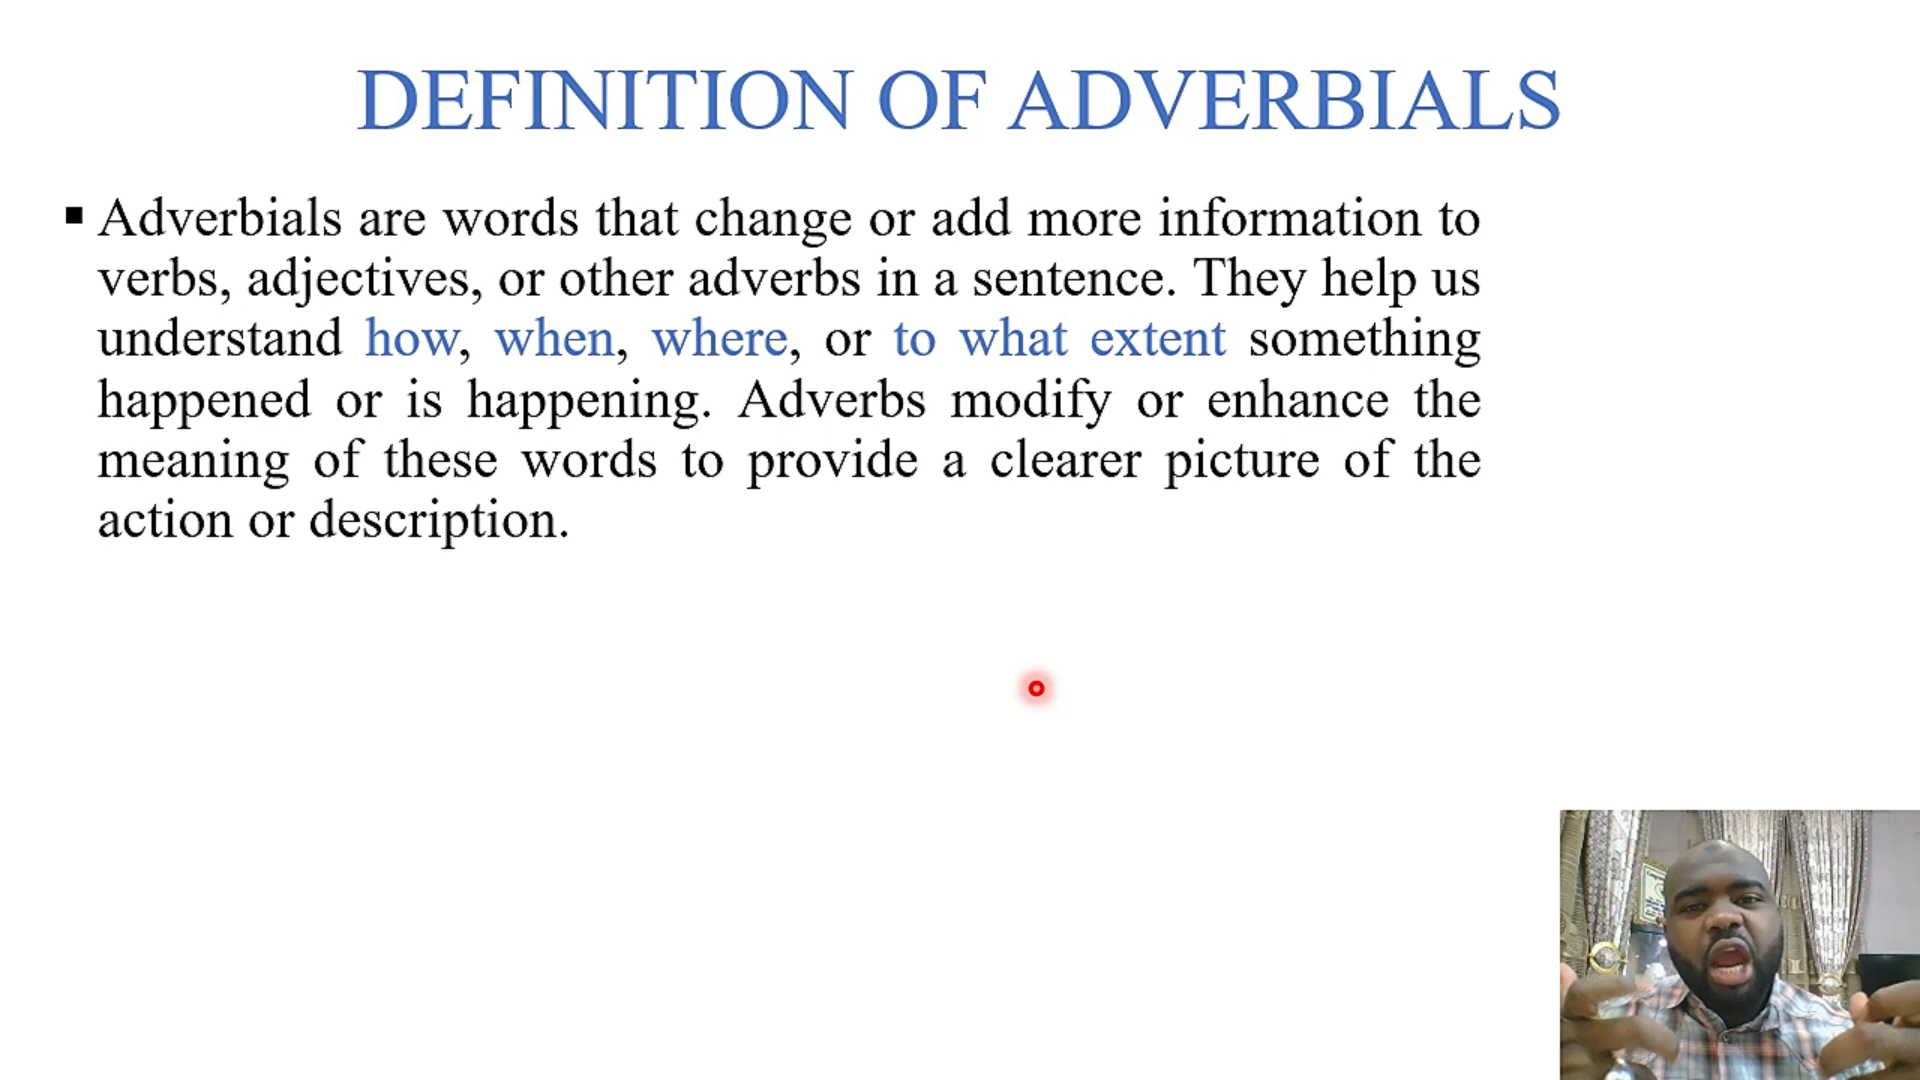 DEFINITION OF ADVERBIALS
▪ Adverbials are words that change or add more information to
verbs, adjectives, or other adverbs in a sentence. They help us
understand how, when, where, or to what extent something
happened or is happening. Adverbs modify or enhance the
meaning of these words to provide a clearer picture of the
action or description.